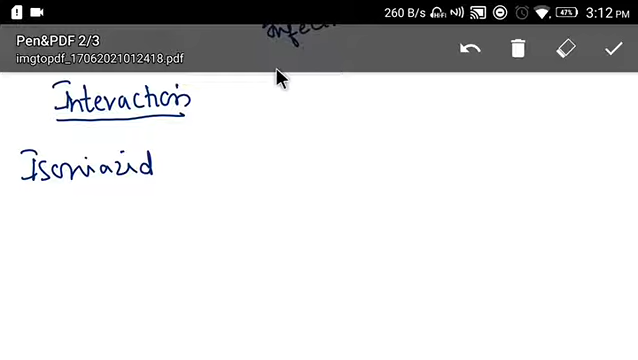 260 B/s
47%
3:12 PM
Pen&PDF 2/3
imgtopdf_17062021012418.pdf
Interactions
Isoniazid